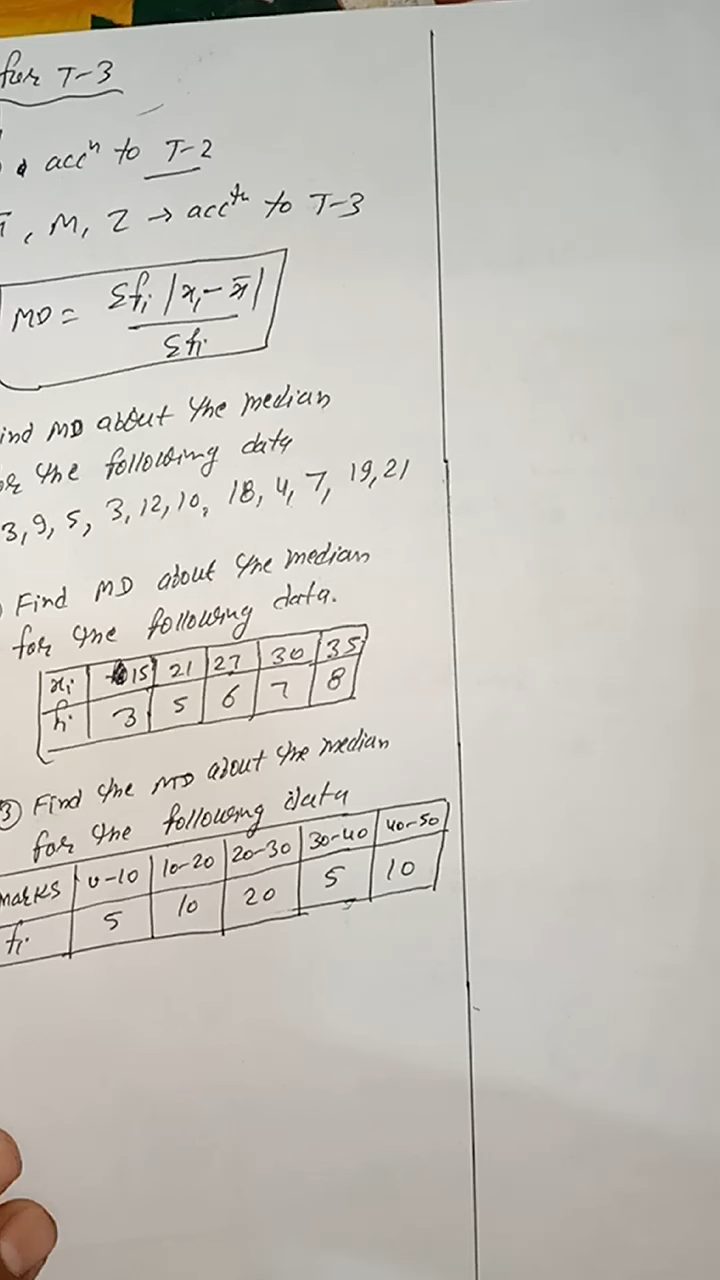 for T-3
accⁿ to T-2
, M, Z → accᵗʰ to T-3
MD = Σfi |xi - x̄| / Σfi
ind MD about the median
the following data
3, 9, 5, 3, 12, 10, 18, 4, 7, 19, 21
Find MD about the median
for the following data.
xi 15 21 27 30 35
fi 3 5 6 7 8
③ Find the MD about the median
for the following data
marks 0-10 10-20 20-30 30-40 40-50
fi 5 10 20 5 10